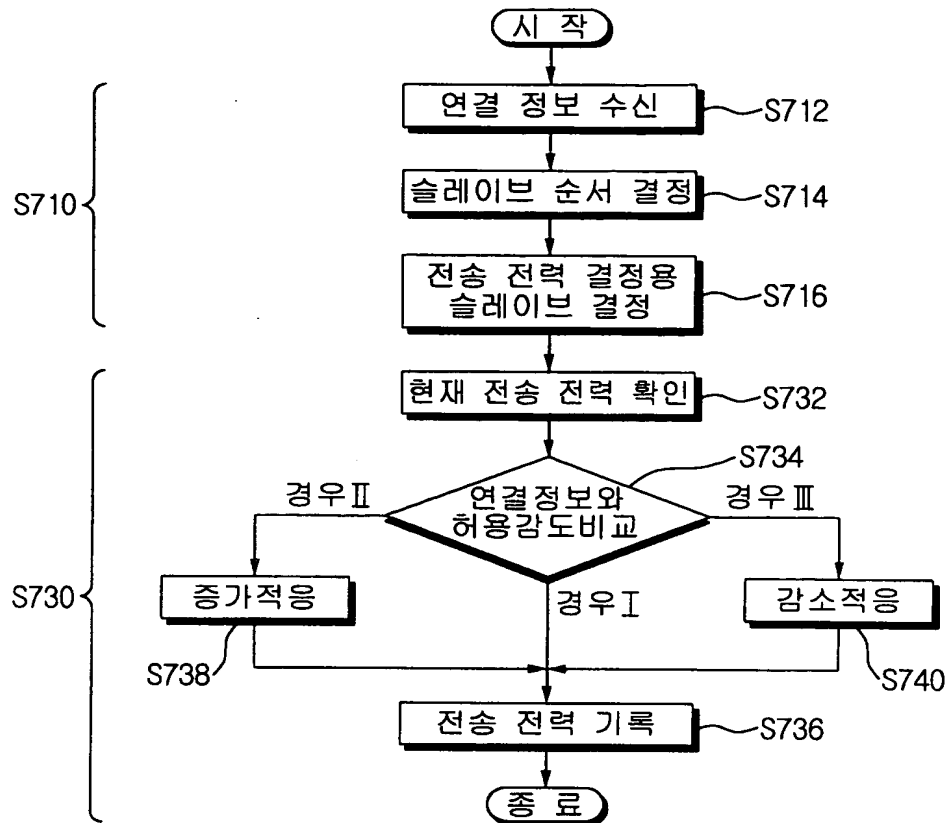 시 작
연결 정보 수신
S712
S710
슬레이브 순서 결정
S714
전송 전력 결정용
슬레이브 결정
S716
현재 전송 전력 확인
S732
S734
연결정보와
허용감도비교
경우Ⅱ
경우Ⅲ
S730
증가적응
경우Ⅰ
감소적응
S738
S740
전송 전력 기록
S736
종 료